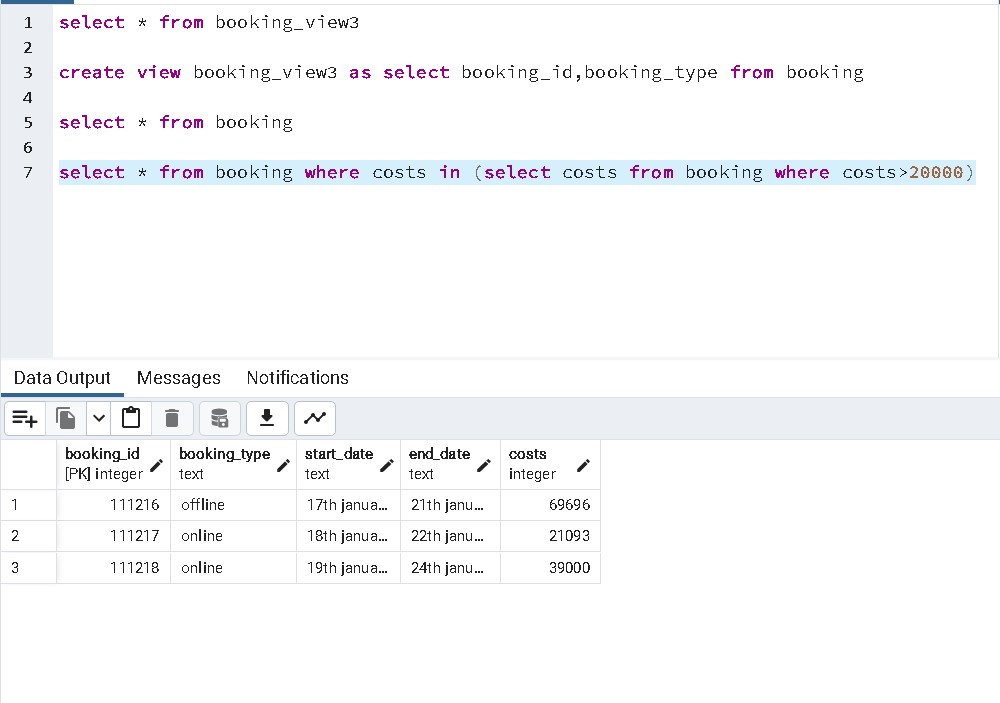 1 select * from booking_view3
2
3 create view booking_view3 as select booking_id,booking_type from booking
4
5 select * from booking
6
7 select * from booking where costs in (select costs from booking where costs>20000)
Data Output Messages Notifications
booking_id booking_type start_date end_date costs
[PK] integer text text text integer
1 111216 offline 17th janua... 21th janu... 69696
2 111217 online 18th janua... 22th janu... 21093
3 111218 online 19th janua... 24th janu... 39000